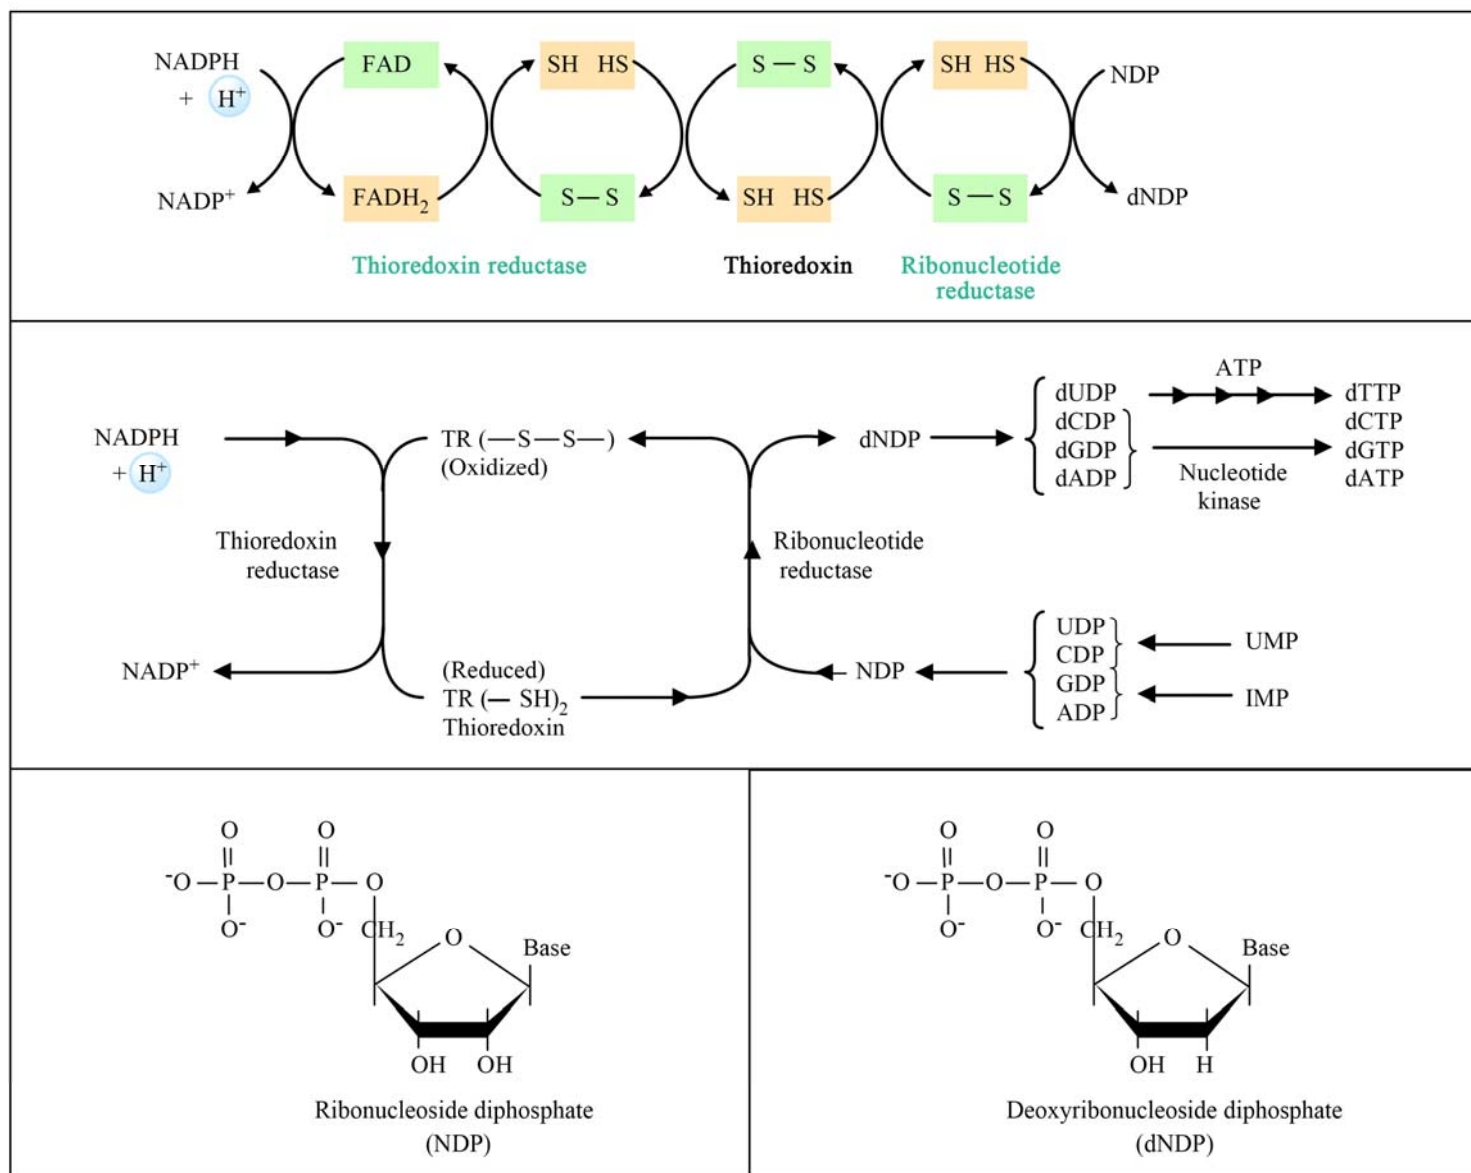 NADPH
+ H⁺
FAD
SH HS
S — S
SH HS
NDP
NADP⁺
FADH₂
S — S
SH HS
S — S
dNDP
Thioredoxin reductase
Thioredoxin
Ribonucleotide
reductase
NADPH
+ H⁺
TR (—S—S—)
(Oxidized)
dNDP
dUDP
dCDP
dGDP
dADP
ATP
Nucleotide
kinase
dTTP
dCTP
dGTP
dATP
Thioredoxin
reductase
Ribonucleotide
reductase
NADP⁺
(Reduced)
TR (— SH)₂
Thioredoxin
NDP
UDP
CDP
GDP
ADP
UMP
IMP
O O
⁻O — P — O — P — O
O⁻ O⁻ CH₂
O
Base
OH OH
Ribonucleoside diphosphate
(NDP)
O O
⁻O — P — O — P — O
O⁻ O⁻ CH₂
O
Base
OH H
Deoxyribonucleoside diphosphate
(dNDP)